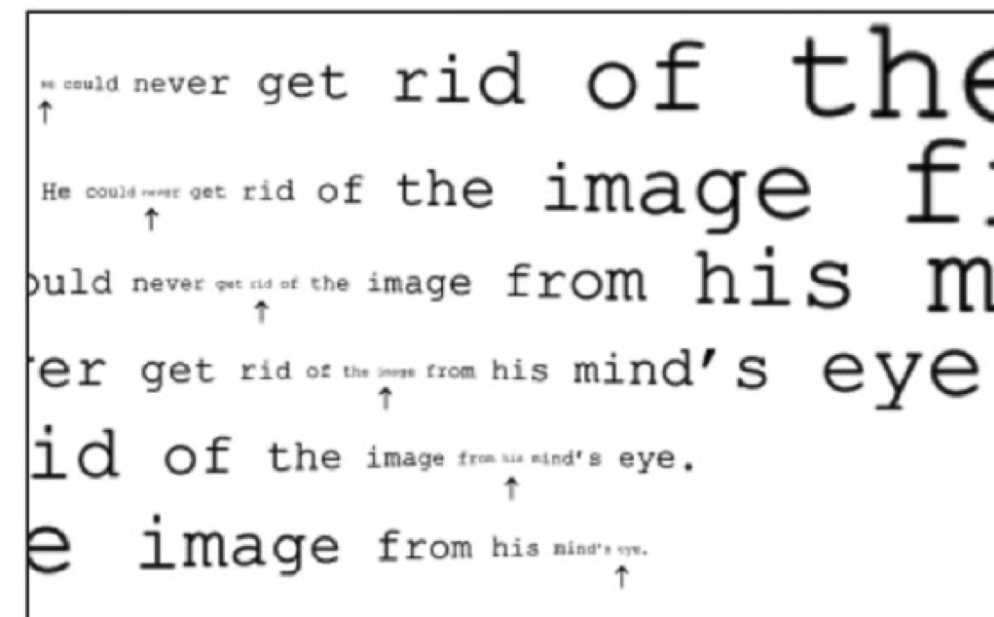 He could never get rid of the
He could never get rid of the image f
ould never get rid of the image from his m
er get rid of the image from his mind's eye
id of the image from his mind's eye.
e image from his mind's eye.